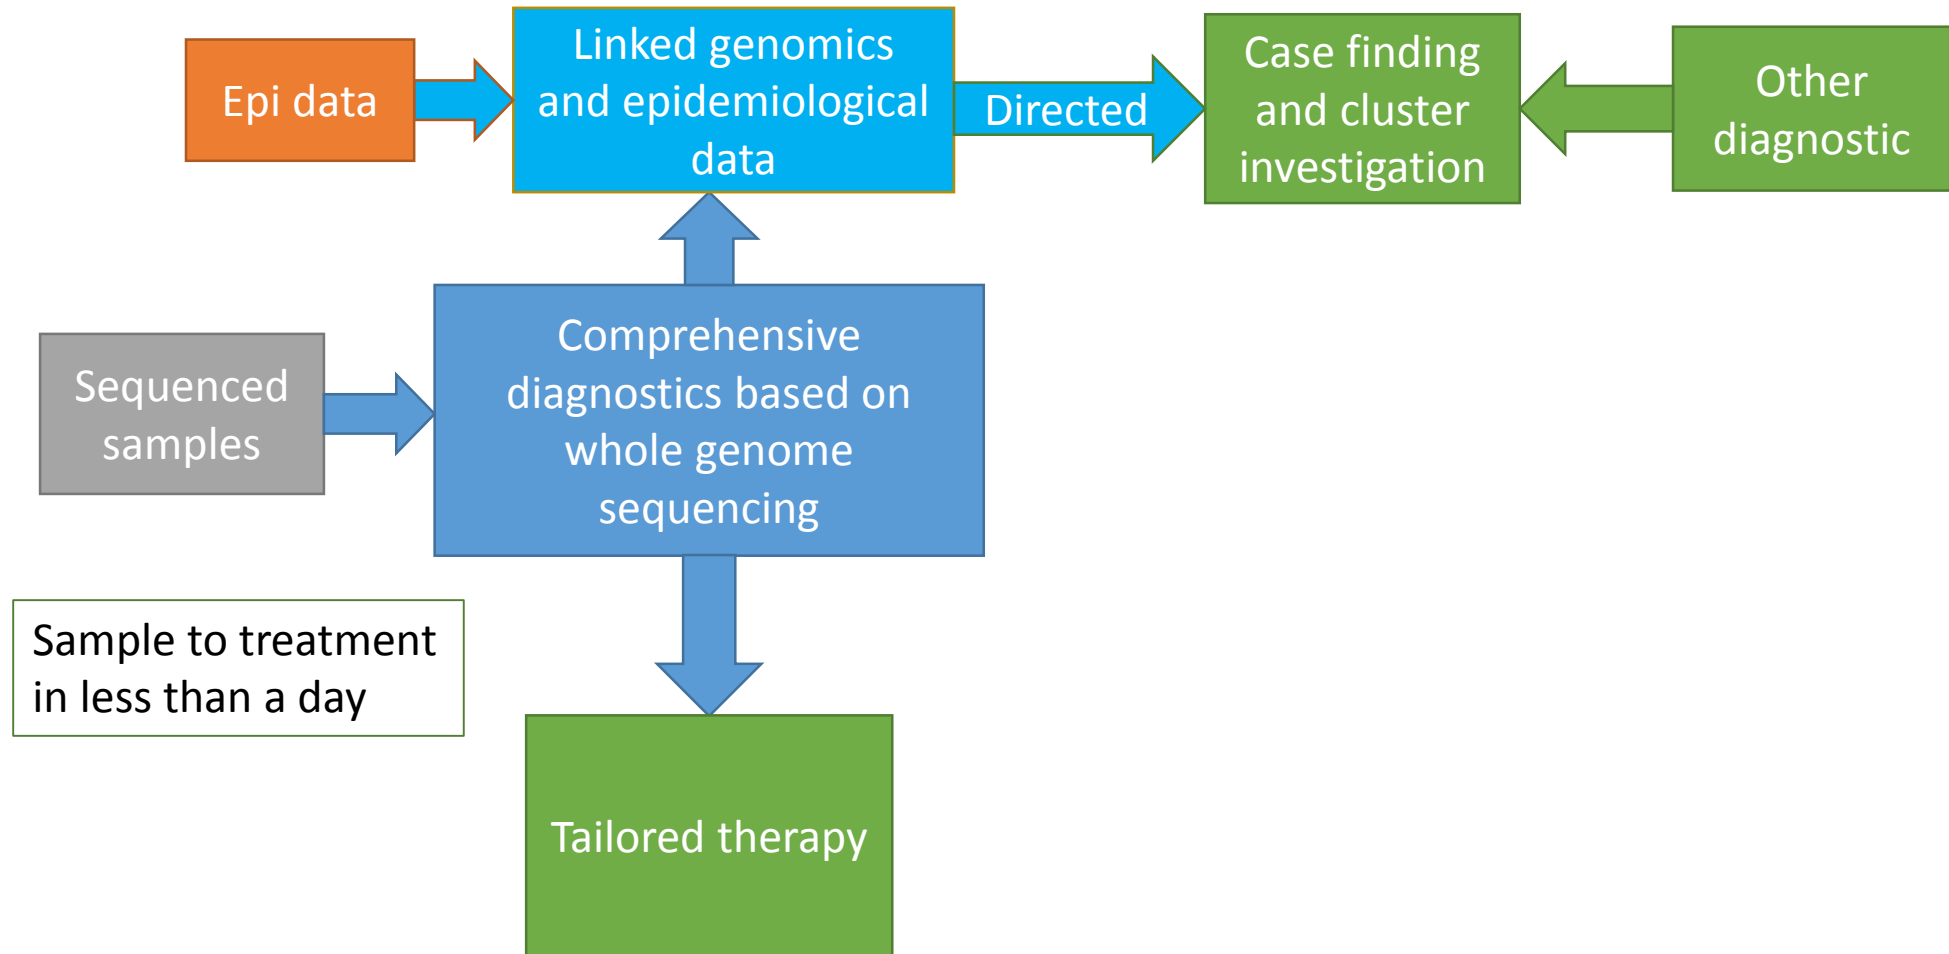 Epi data
Linked genomics
and epidemiological
data
Directed
Case finding
and cluster
investigation
Other
diagnostic
Sequenced
samples
Comprehensive
diagnostics based on
whole genome
sequencing
Sample to treatment
in less than a day
Tailored therapy